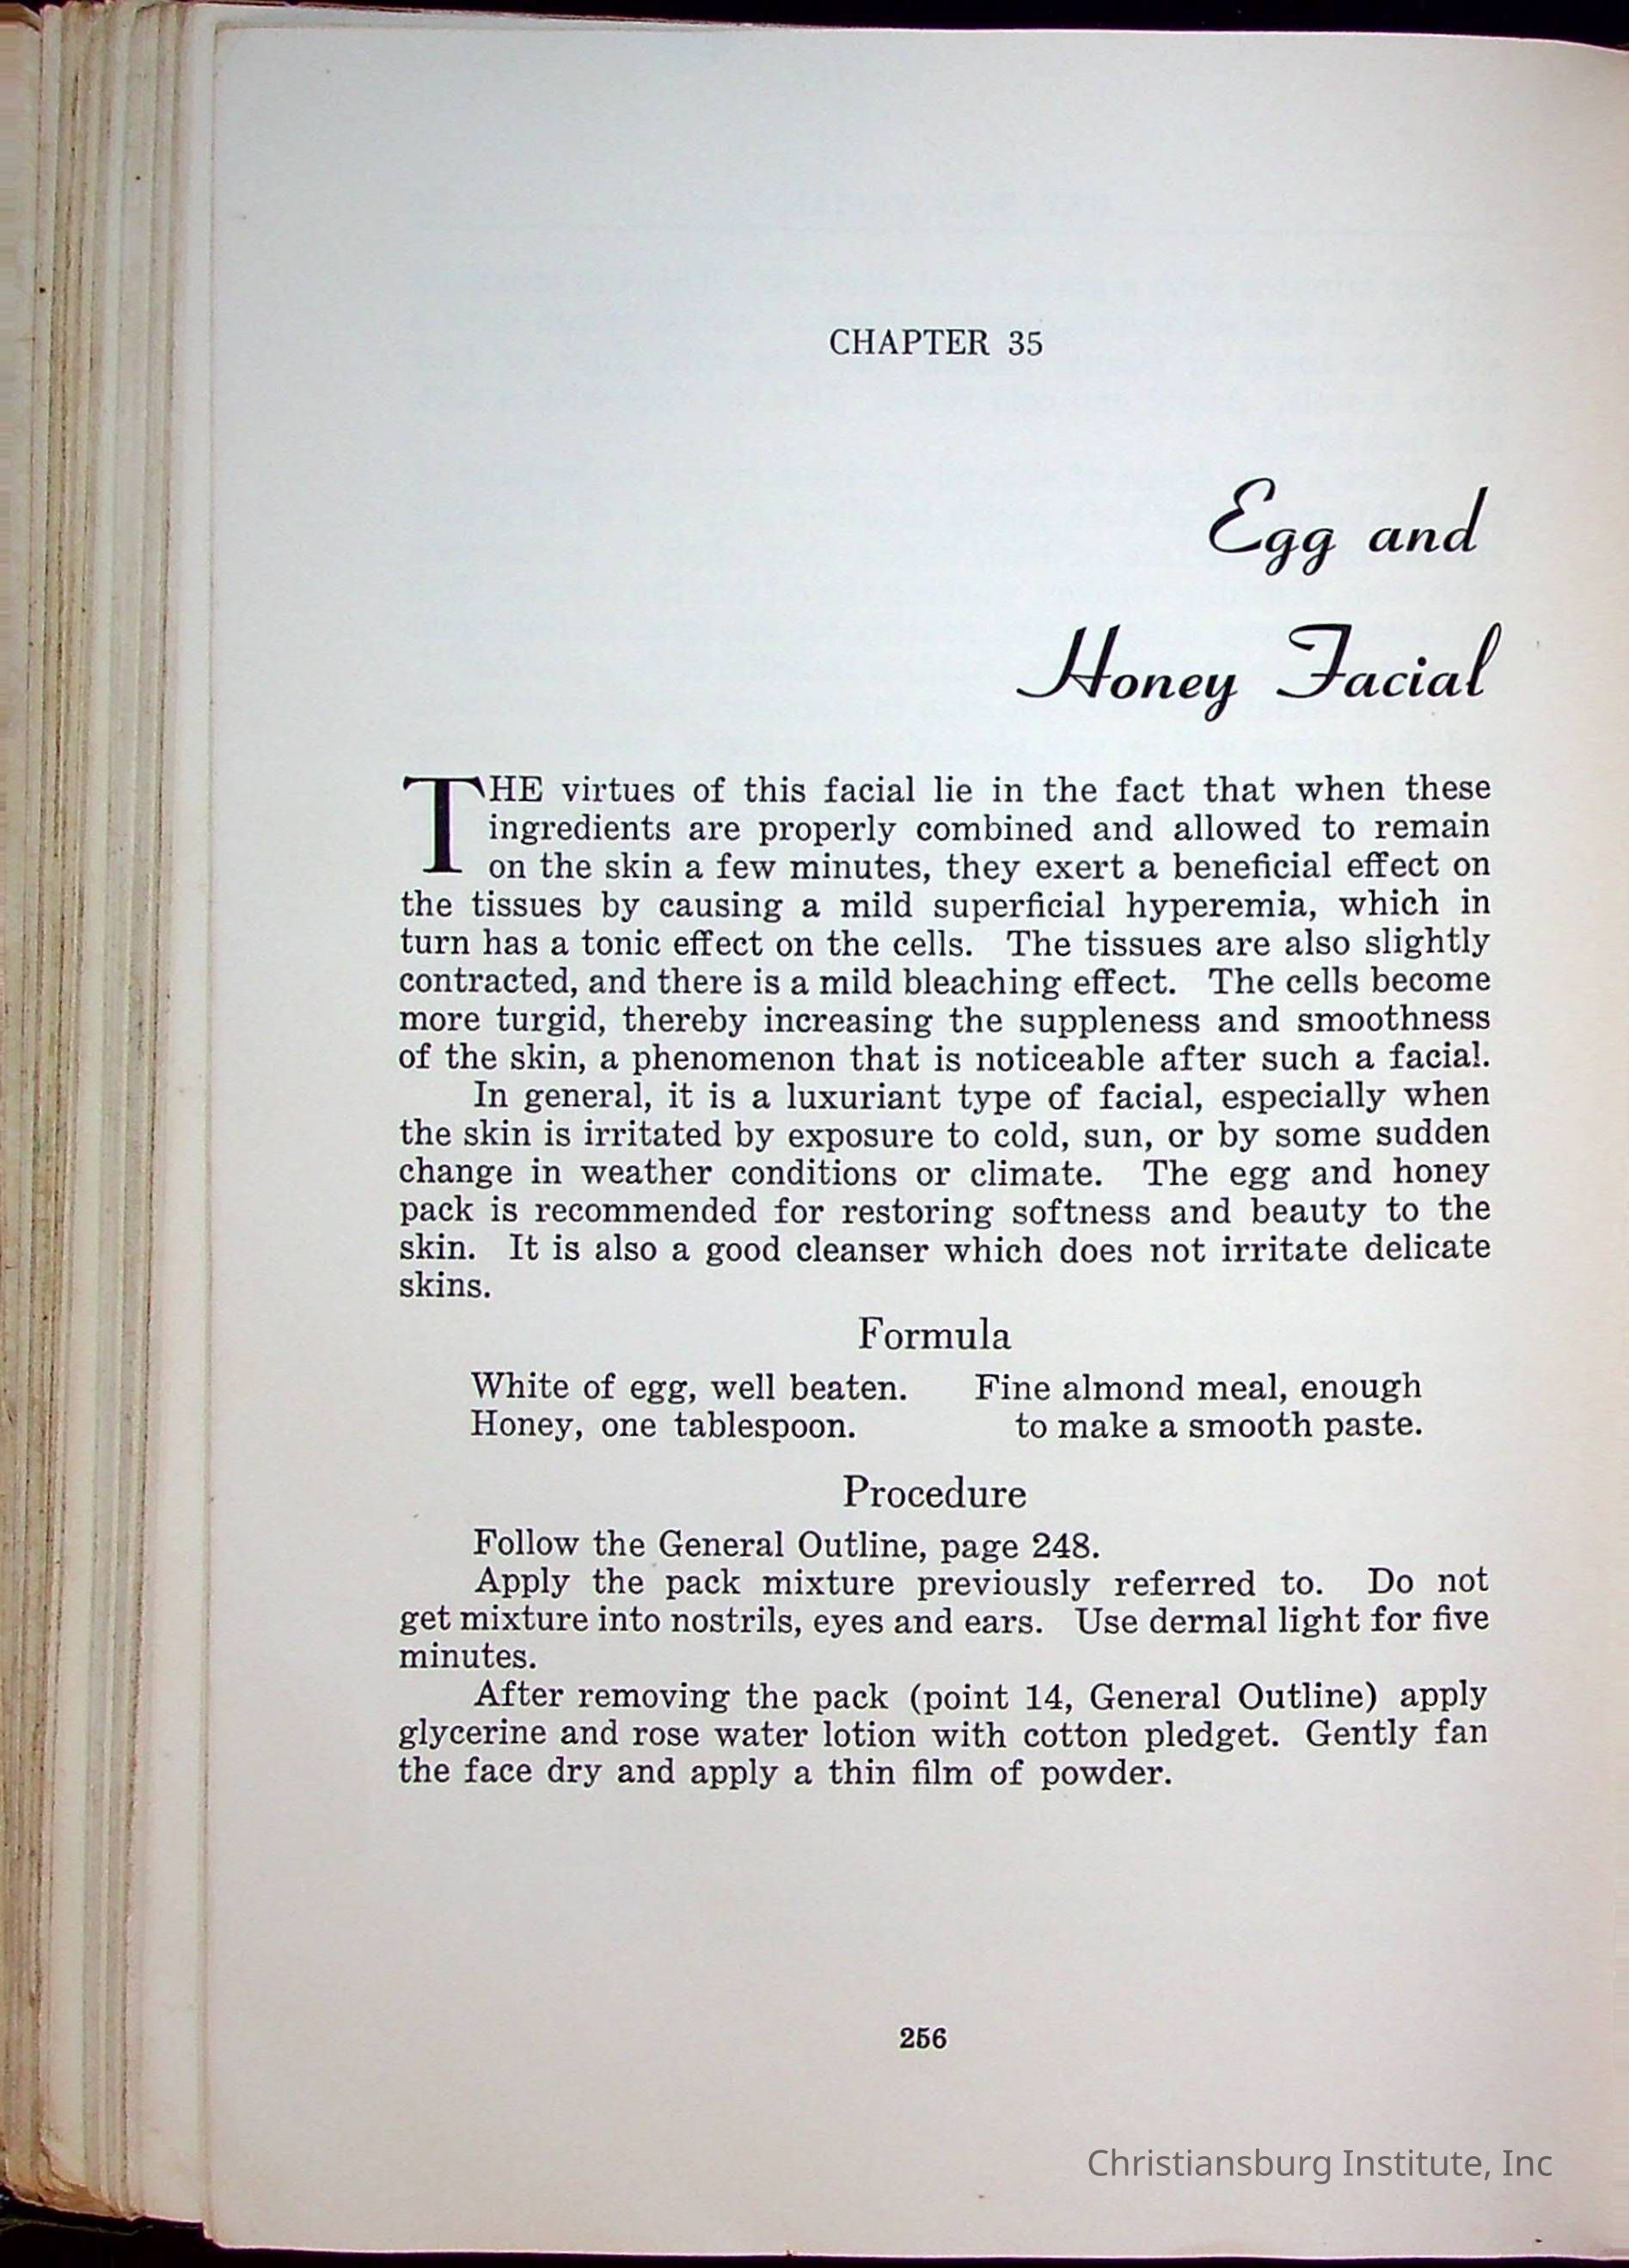 CHAPTER 35
Egg and
Honey Facial
THE virtues of this facial lie in the fact that when these
ingredients are properly combined and allowed to remain
on the skin a few minutes, they exert a beneficial effect on
the tissues by causing a mild superficial hyperemia, which in
turn has a tonic effect on the cells. The tissues are also slightly
contracted, and there is a mild bleaching effect. The cells become
more turgid, thereby increasing the suppleness and smoothness
of the skin, a phenomenon that is noticeable after such a facial.
In general, it is a luxuriant type of facial, especially when
the skin is irritated by exposure to cold, sun, or by some sudden
change in weather conditions or climate. The egg and honey
pack is recommended for restoring softness and beauty to the
skin. It is also a good cleanser which does not irritate delicate
skins.
Formula
White of egg, well beaten.
Honey, one tablespoon.
Fine almond meal, enough
to make a smooth paste.
Procedure
Follow the General Outline, page 248.
Apply the pack mixture previously referred to. Do not
get mixture into nostrils, eyes and ears. Use dermal light for five
minutes.
After removing the pack (point 14, General Outline) apply
glycerine and rose water lotion with cotton pledget. Gently fan
the face dry and apply a thin film of powder.
256
Christiansburg Institute, Inc